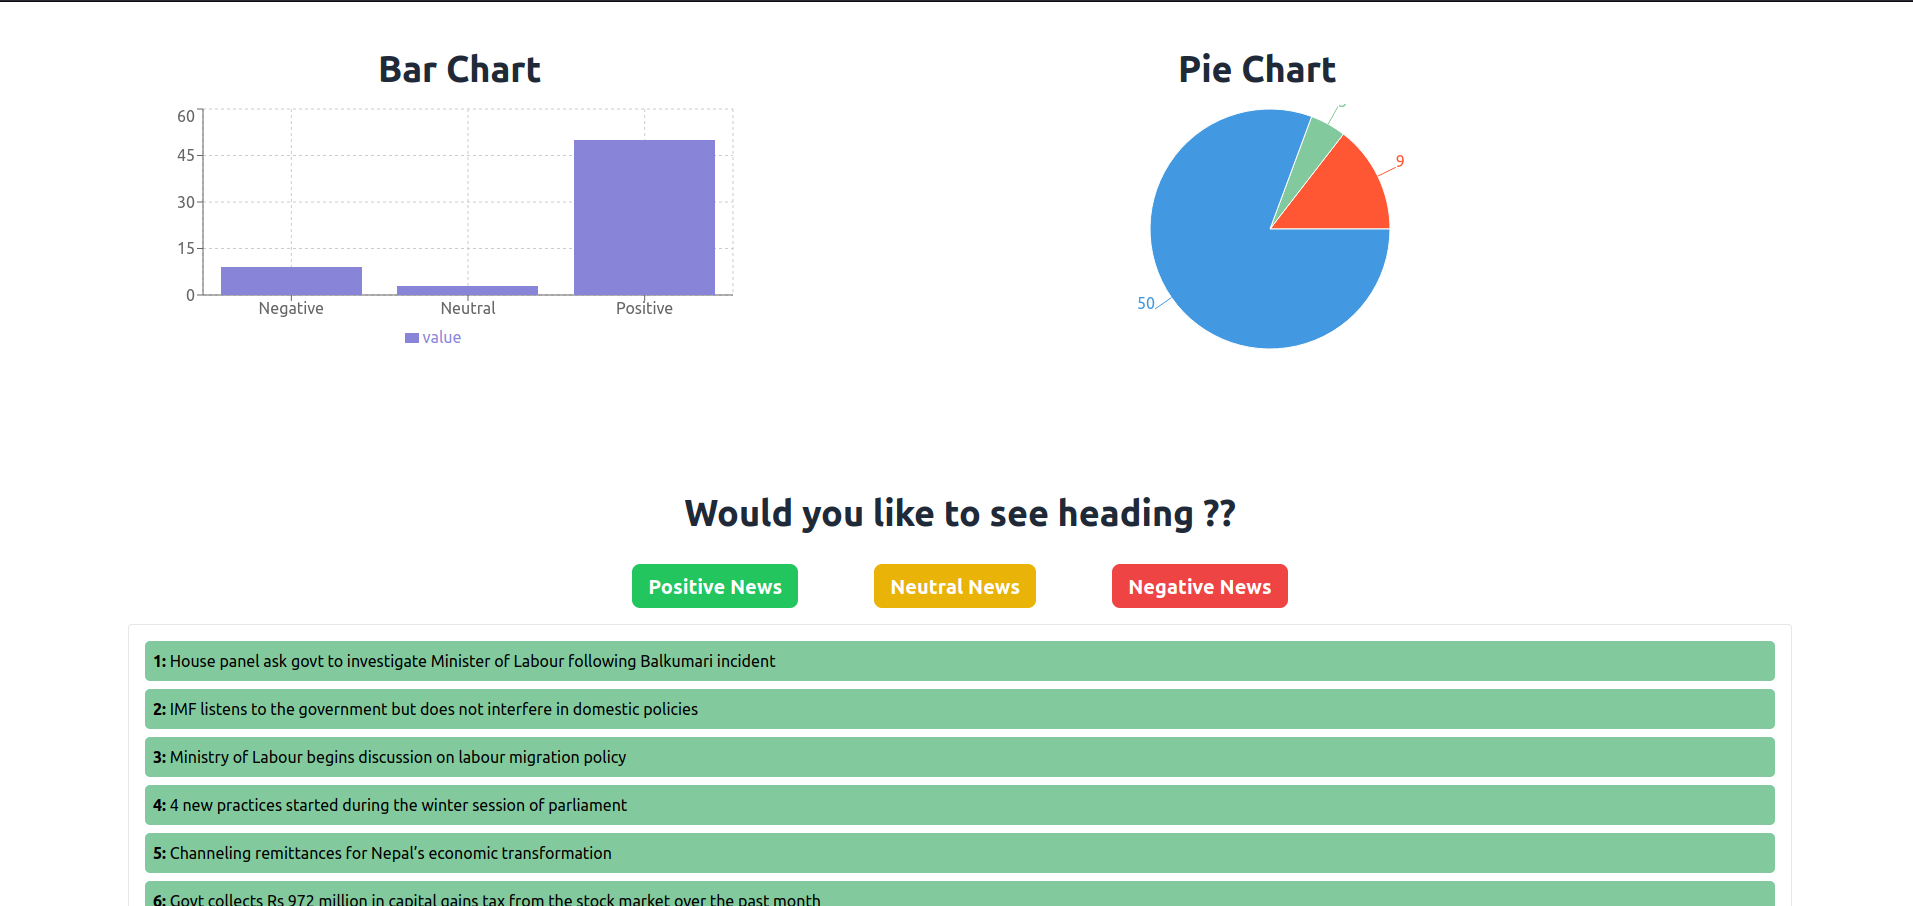 Bar Chart
60
45
30
15
0
Negative
Neutral
Positive
value
Pie Chart
9
50
Would you like to see heading ??
Positive News
Neutral News
Negative News
1: House panel ask govt to investigate Minister of Labour following Balkumari incident
2: IMF listens to the government but does not interfere in domestic policies
3: Ministry of Labour begins discussion on labour migration policy
4: 4 new practices started during the winter session of parliament
5: Channeling remittances for Nepal’s economic transformation
6: Govt collects Rs 972 million in capital gains tax from the stock market over the past month